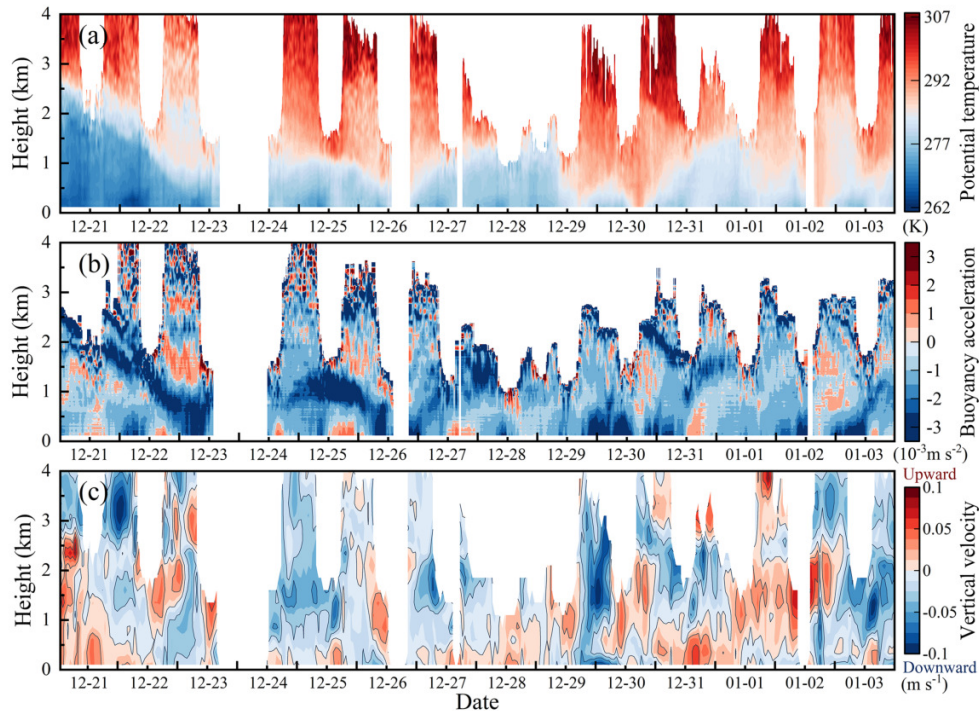 (a)
Height (km)
4
3
2
1
0
12-21 12-22 12-23 12-24 12-25 12-26 12-27 12-28 12-29 12-30 12-31 01-01 01-02 01-03
307
292
277
262
(K)
Potential temperature
(b)
Height (km)
4
3
2
1
0
12-21 12-22 12-23 12-24 12-25 12-26 12-27 12-28 12-29 12-30 12-31 01-01 01-02 01-03
3
2
1
0
-1
-2
-3
(10⁻³m s⁻²)
Buoyancy acceleration
(c)
Height (km)
4
3
2
1
0
12-21 12-22 12-23 12-24 12-25 12-26 12-27 12-28 12-29 12-30 12-31 01-01 01-02 01-03
Date
Upward
0.1
0.05
0
-0.05
-0.1
Downward
(m s⁻¹)
Vertical velocity